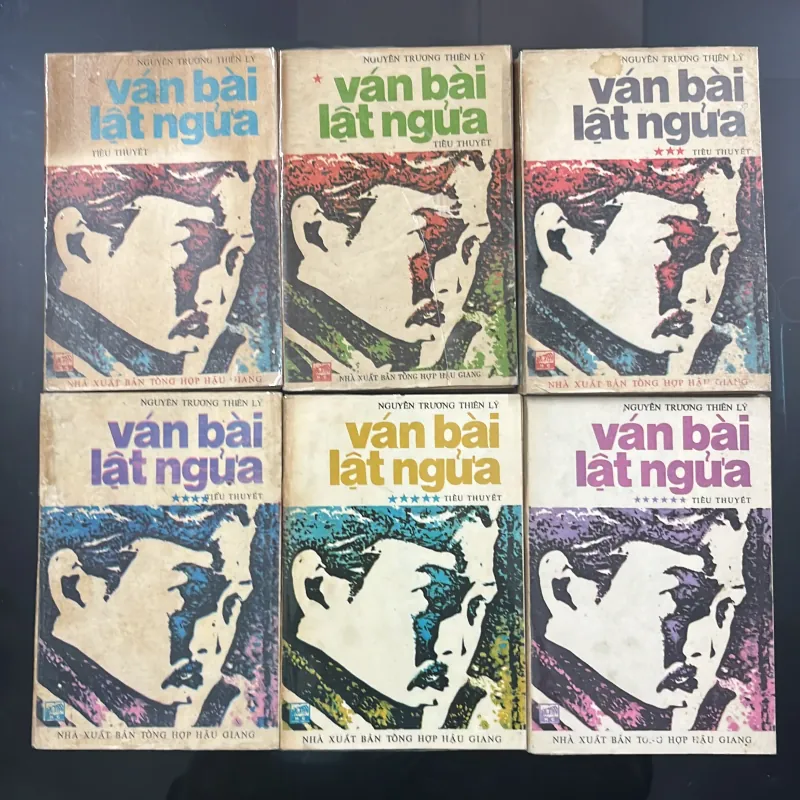 NGUYỄN TRƯƠNG THIÊN LÝ
ván bài
lật ngửa
TIỂU THUYẾT
NHÀ XUẤT BẢN TỔNG HỢP HẬU GIANG
NGUYỄN TRƯƠNG THIÊN LÝ
★ ván bài
lật ngửa
TIỂU THUYẾT
NHÀ XUẤT BẢN TỔNG HỢP HẬU GIANG
NGUYỄN TRƯƠNG THIÊN LÝ
ván bài
lật ngửa
★★★ TIỂU THUYẾT
NHÀ XUẤT BẢN TỔNG HỢP HẬU GIANG
NGUYỄN TRƯƠNG THIÊN LÝ
ván bài
lật ngửa
★★★★ TIỂU THUYẾT
NHÀ XUẤT BẢN TỔNG HỢP HẬU GIANG
NGUYỄN TRƯƠNG THIÊN LÝ
ván bài
lật ngửa
★★★★★ TIỂU THUYẾT
NHÀ XUẤT BẢN TỔNG HỢP HẬU GIANG
NGUYỄN TRƯƠNG THIÊN LÝ
ván bài
lật ngửa
★★★★★★ TIỂU THUYẾT
NHÀ XUẤT BẢN TỔNG HỢP HẬU GIANG